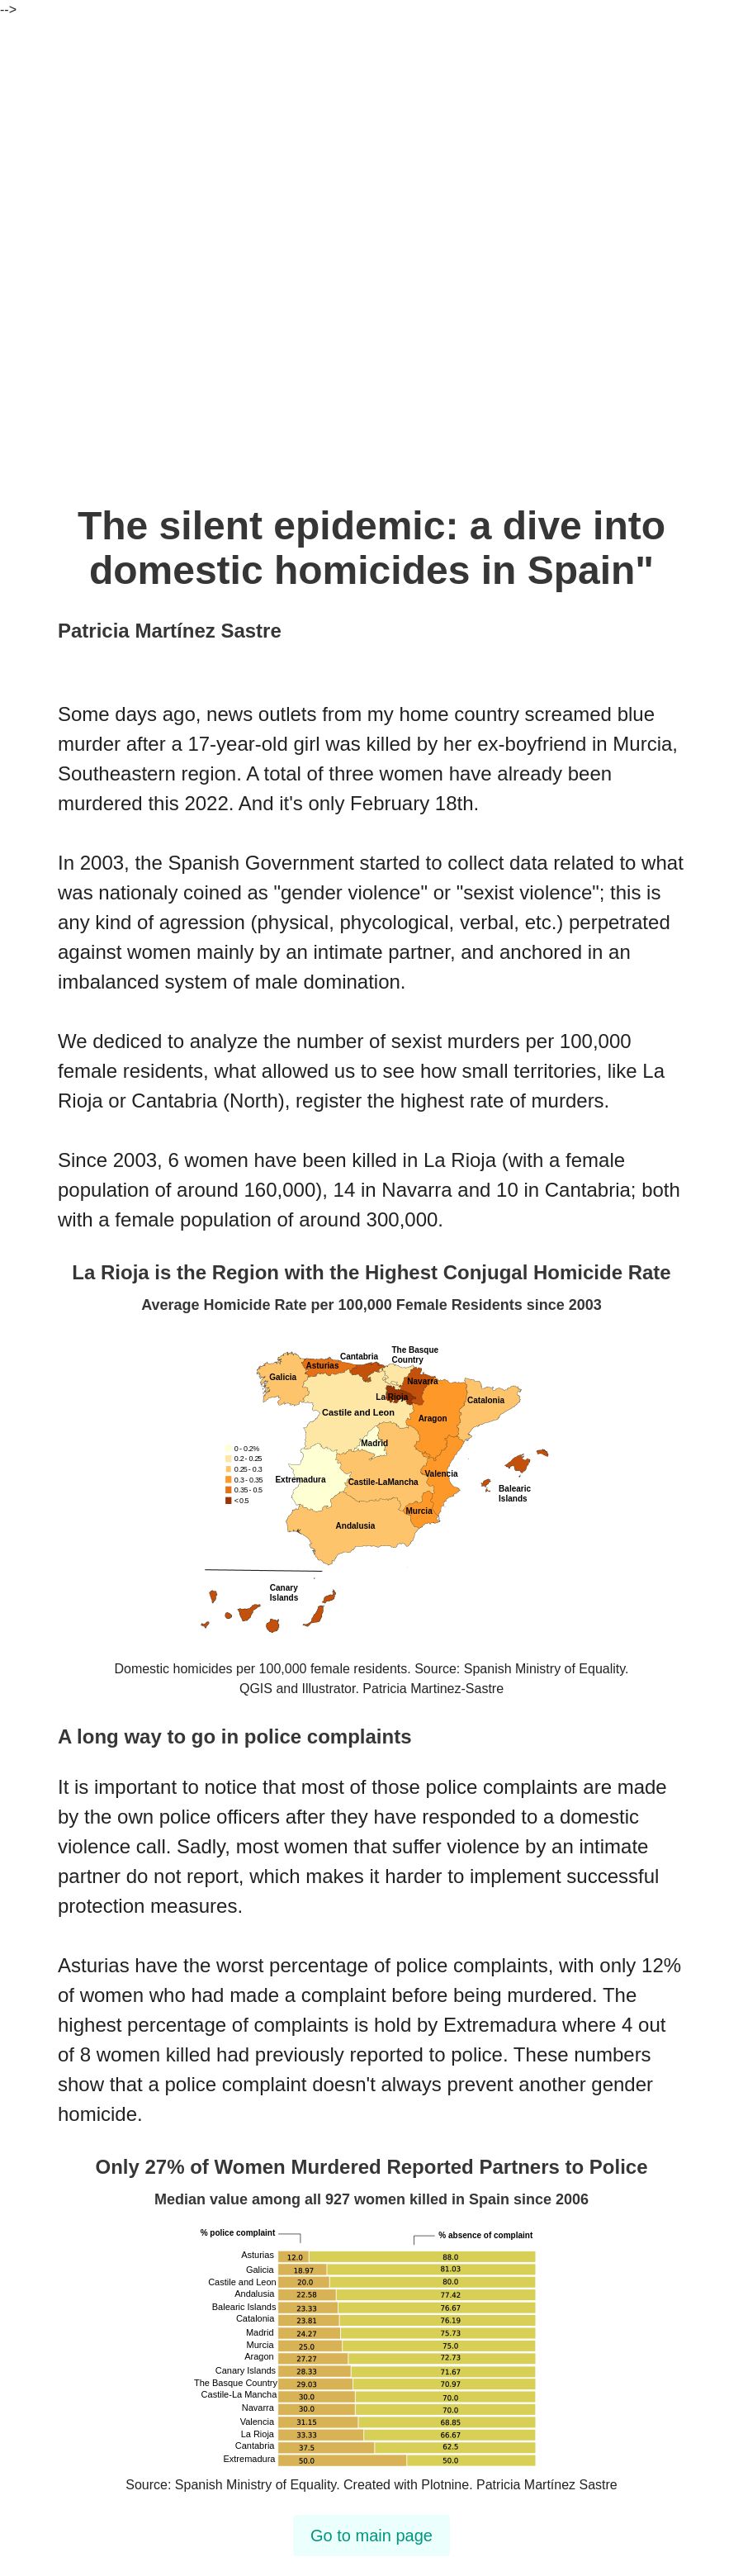 -->
The silent epidemic: a dive into
domestic homicides in Spain"
Patricia Martínez Sastre
Some days ago, news outlets from my home country screamed blue
murder after a 17-year-old girl was killed by her ex-boyfriend in Murcia,
Southeastern region. A total of three women have already been
murdered this 2022. And it's only February 18th.
In 2003, the Spanish Government started to collect data related to what
was nationaly coined as "gender violence" or "sexist violence"; this is
any kind of agression (physical, phycological, verbal, etc.) perpetrated
against women mainly by an intimate partner, and anchored in an
imbalanced system of male domination.
We dediced to analyze the number of sexist murders per 100,000
female residents, what allowed us to see how small territories, like La
Rioja or Cantabria (North), register the highest rate of murders.
Since 2003, 6 women have been killed in La Rioja (with a female
population of around 160,000), 14 in Navarra and 10 in Cantabria; both
with a female population of around 300,000.
La Rioja is the Region with the Highest Conjugal Homicide Rate
Average Homicide Rate per 100,000 Female Residents since 2003
The Basque
Country
Cantabria
Asturias
Galicia
Navarra
La Rioja
Catalonia
Castile and Leon
Aragon
Madrid
0 - 0.2%
0.2 - 0.25
0.25 - 0.3
0.3 - 0.35
0.35 - 0.5
< 0.5
Extremadura
Castile-LaMancha
Valencia
Balearic
Islands
Murcia
Andalusia
Canary
Islands
Domestic homicides per 100,000 female residents. Source: Spanish Ministry of Equality.
QGIS and Illustrator. Patricia Martinez-Sastre
A long way to go in police complaints
It is important to notice that most of those police complaints are made
by the own police officers after they have responded to a domestic
violence call. Sadly, most women that suffer violence by an intimate
partner do not report, which makes it harder to implement successful
protection measures.
Asturias have the worst percentage of police complaints, with only 12%
of women who had made a complaint before being murdered. The
highest percentage of complaints is hold by Extremadura where 4 out
of 8 women killed had previously reported to police. These numbers
show that a police complaint doesn't always prevent another gender
homicide.
Only 27% of Women Murdered Reported Partners to Police
Median value among all 927 women killed in Spain since 2006
% police complaint % absence of complaint
Asturias 12.0 88.0
Galicia 18.97 81.03
Castile and Leon 20.0 80.0
Andalusia 22.58 77.42
Balearic Islands 23.33 76.67
Catalonia 23.81 76.19
Madrid 24.27 75.73
Murcia 25.0 75.0
Aragon 27.27 72.73
Canary Islands 28.33 71.67
The Basque Country 29.03 70.97
Castile-La Mancha 30.0 70.0
Navarra 30.0 70.0
Valencia 31.15 68.85
La Rioja 33.33 66.67
Cantabria 37.5 62.5
Extremadura 50.0 50.0
Source: Spanish Ministry of Equality. Created with Plotnine. Patricia Martínez Sastre
Go to main page